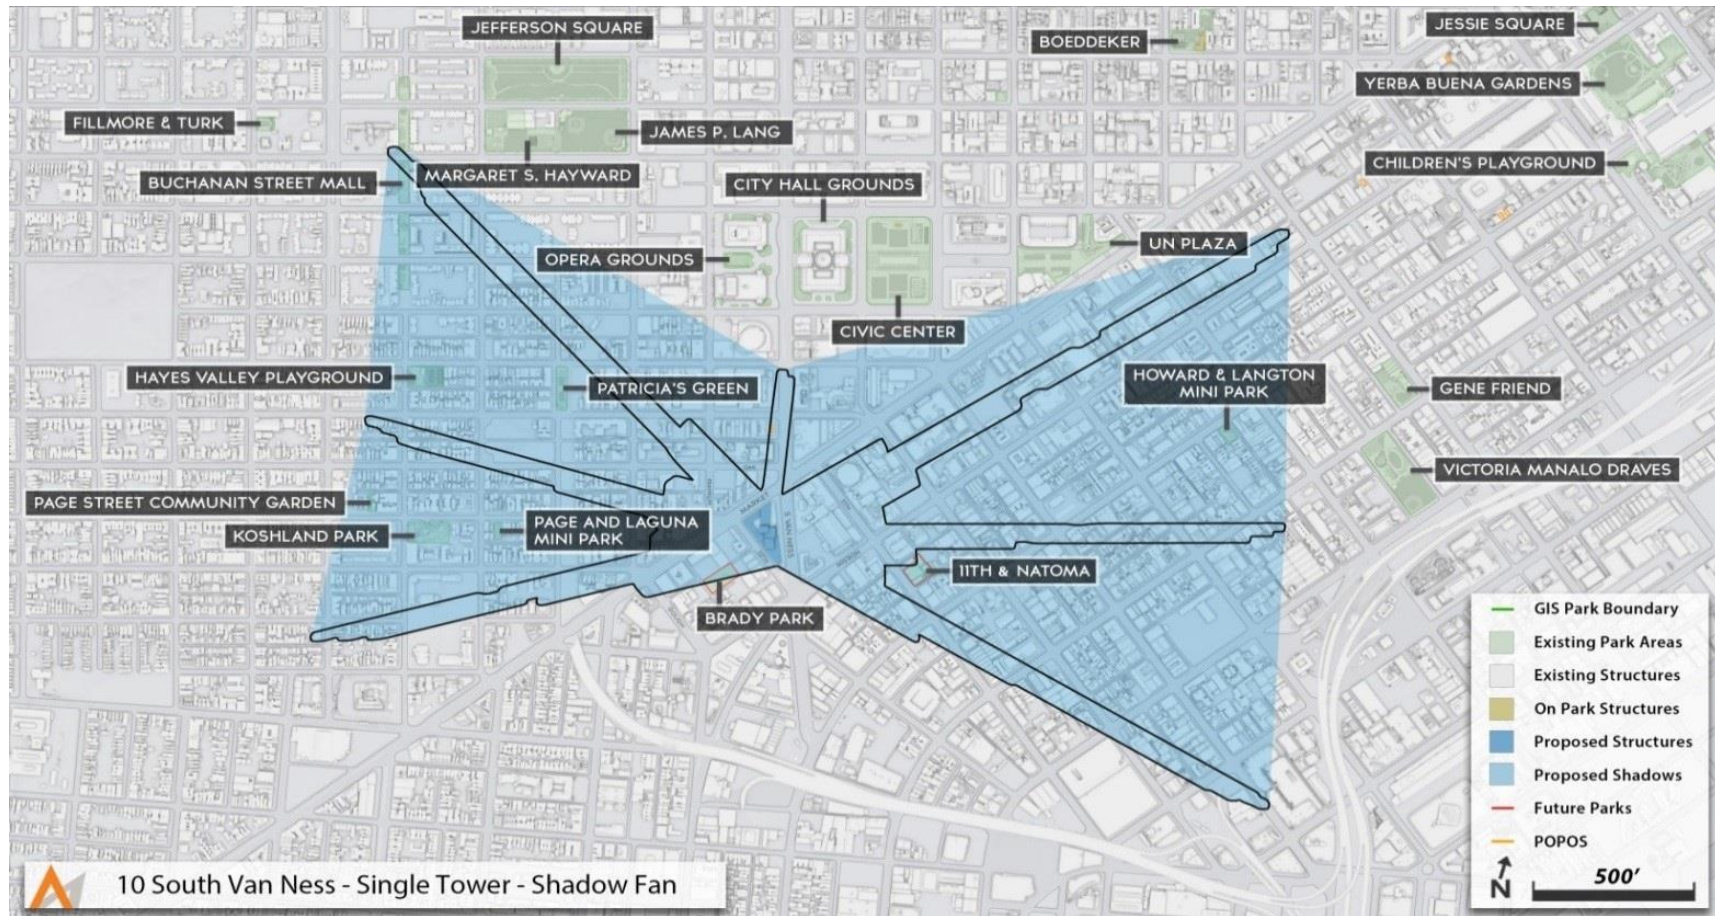 JEFFERSON SQUARE
BOEDDEKER
JESSIE SQUARE
YERBA BUENA GARDENS
FILLMORE & TURK
JAMES P. LANG
CHILDREN'S PLAYGROUND
MARGARET S. HAYWARD
BUCHANAN STREET MALL
CITY HALL GROUNDS
UN PLAZA
OPERA GROUNDS
CIVIC CENTER
HAYES VALLEY PLAYGROUND
PATRICIA'S GREEN
HOWARD & LANGTON
MINI PARK
GENE FRIEND
VICTORIA MANALO DRAVES
PAGE STREET COMMUNITY GARDEN
MARKET
KOSHLAND PARK
PAGE AND LAGUNA
MINI PARK
S. VAN NESS
11TH & NATOMA
BRADY PARK
GIS Park Boundary
Existing Park Areas
Existing Structures
On Park Structures
Proposed Structures
Proposed Shadows
Future Parks
POPOS
N
500'
10 South Van Ness - Single Tower - Shadow Fan